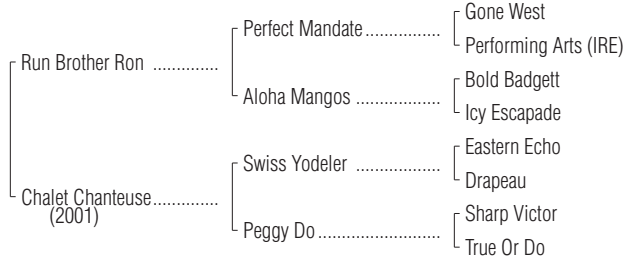 Gone West
Perfect Mandate.................
Performing Arts (IRE)
Run Brother Ron ..............
Bold Badgett
Aloha Mangos ...................
Icy Escapade
Eastern Echo
Swiss Yodeler ...................
Drapeau
Chalet Chanteuse..............
(2001)
Sharp Victor
Peggy Do ............................
True Or Do